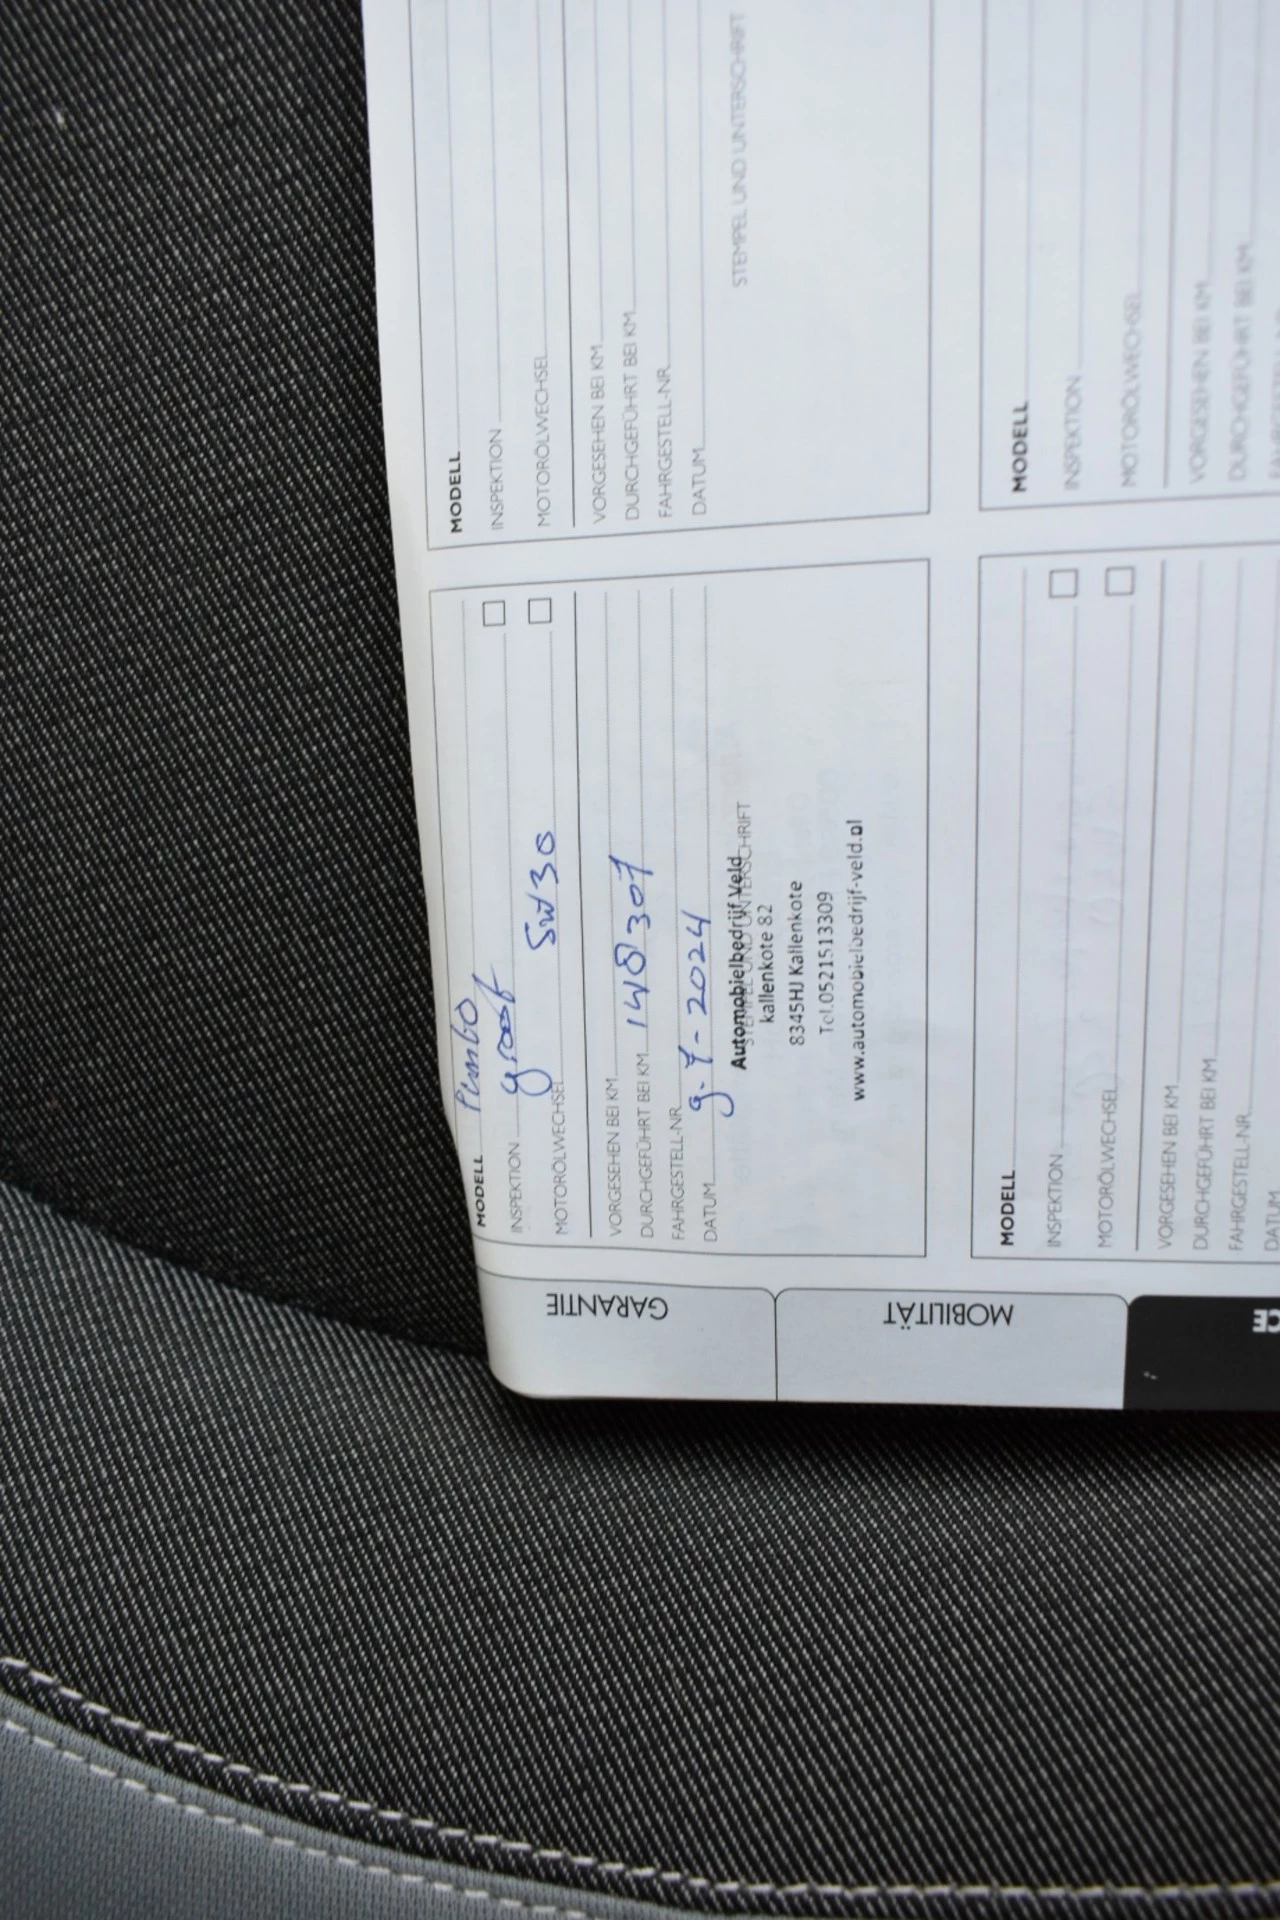 MODELL Punto
INSPEKTION groot
MOTORÖLWECHSEL 5W30
VORGESEHEN BEI KM
DURCHGEFÜHRT BEI KM 148307
FAHRGESTELL-NR.
DATUM 9-7-2024
STEMPEL UND UNTERSCHRIFT
Automobielbedrijf Veld
kallenkote 82
8345HJ Kallenkote
Tel.0521513309
www.automobielbedrijf-veld.nl
MODELL
INSPEKTION
MOTORÖLWECHSEL
VORGESEHEN BEI KM
DURCHGEFÜHRT BEI KM
FAHRGESTELL-NR.
DATUM
STEMPEL UND UNTERSCHRIFT
MODELL
INSPEKTION
MOTORÖLWECHSEL
VORGESEHEN BEI KM
DURCHGEFÜHRT BEI KM
FAHRGESTELL-NR.
DATUM
MODELL
INSPEKTION
MOTORÖLWECHSEL
VORGESEHEN BEI KM
DURCHGEFÜHRT BEI KM
GARANTIE
MOBILITÄT